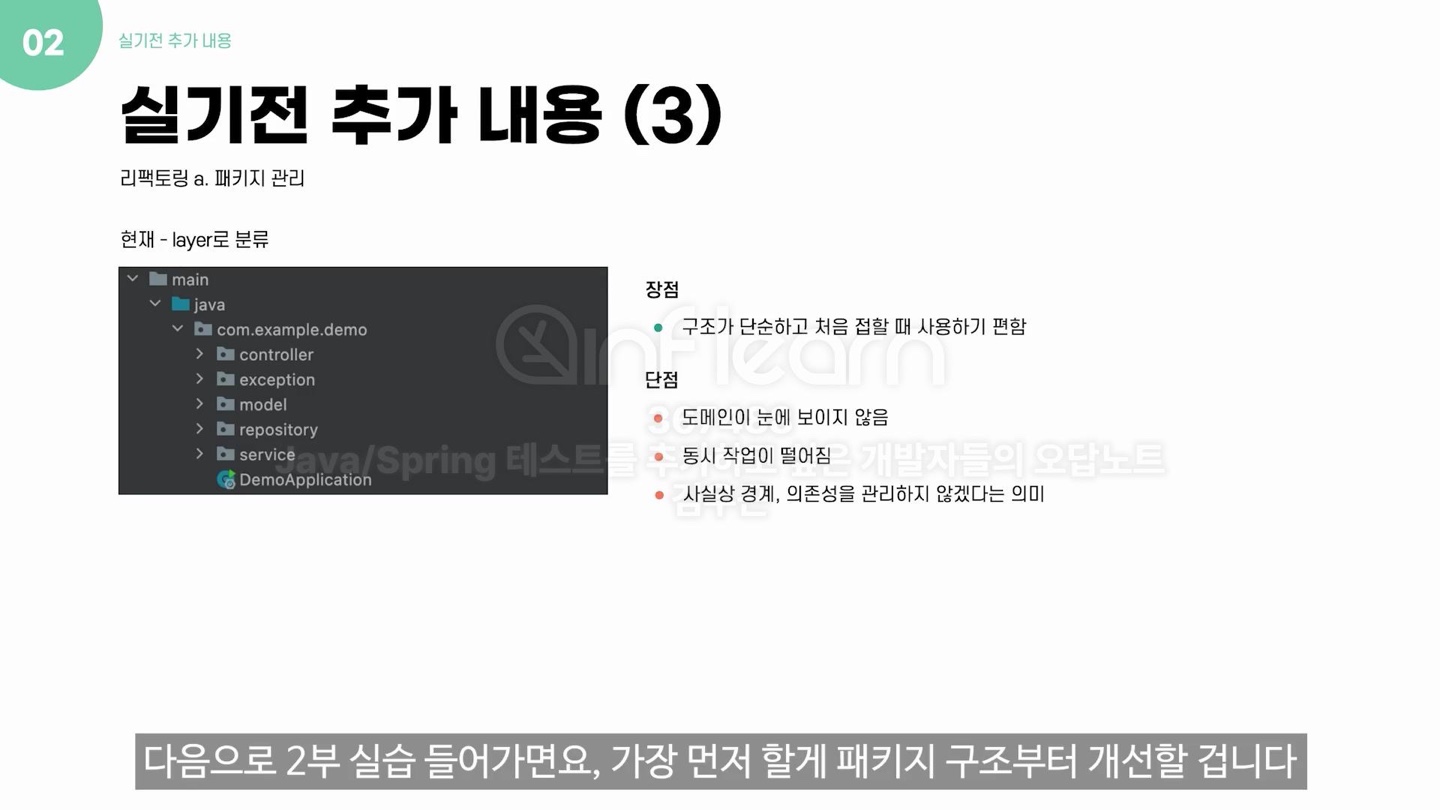 02
실기전 추가 내용
실기전 추가 내용 (3)
리팩토링 a. 패키지 관리
현재 - layer로 분류
main
java
com.example.demo
controller
exception
model
repository
service
DemoApplication
장점
구조가 단순하고 처음 접할 때 사용하기 편함
단점
도메인이 눈에 보이지 않음
동시 작업이 떨어짐
사실상 경계, 의존성을 관리하지 않겠다는 의미
inflearn
Java/Spring 테스트를 추가하고 싶은 개발자들의 오답노트
다음으로 2부 실습 들어가면요, 가장 먼저 할게 패키지 구조부터 개선할 겁니다